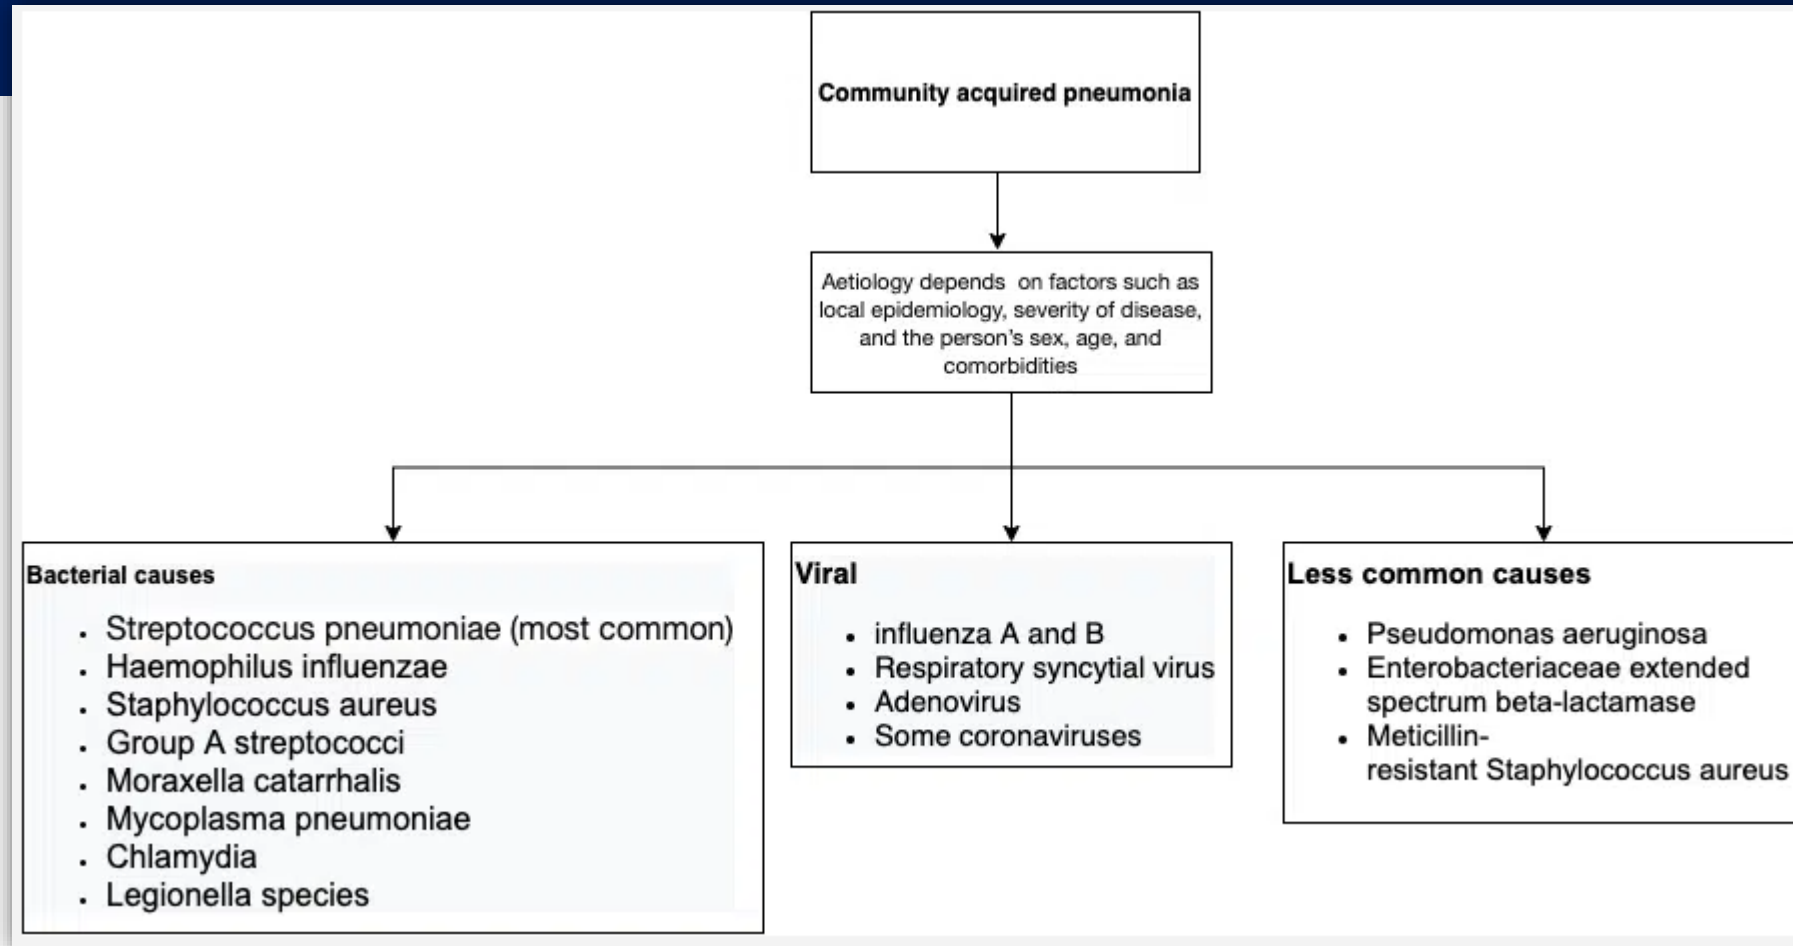 Community acquired pneumonia
Aetiology depends  on factors such as
local epidemiology, severity of disease,
and the person's sex, age, and
comorbidities
Bacterial causes
• Streptococcus pneumoniae (most common)
• Haemophilus influenzae
• Staphylococcus aureus
• Group A streptococci
• Moraxella catarrhalis
• Mycoplasma pneumoniae
• Chlamydia
• Legionella species
Viral
• influenza A and B
• Respiratory syncytial virus
• Adenovirus
• Some coronaviruses
Less common causes
• Pseudomonas aeruginosa
• Enterobacteriaceae extended
spectrum beta-lactamase
• Meticillin-
resistant Staphylococcus aureus